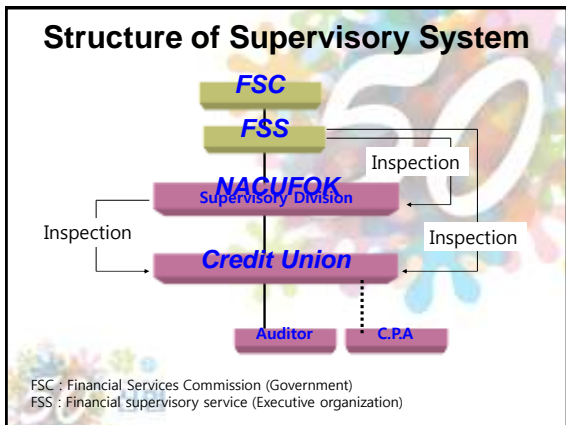 Structure of Supervisory System
50
FSC
FSS
Inspection
NACUFOK
Supervisory Division
Inspection
Inspection
Credit Union
Auditor
C.P.A
FSC : Financial Services Commission (Government)
FSS : Financial supervisory service (Executive organization)